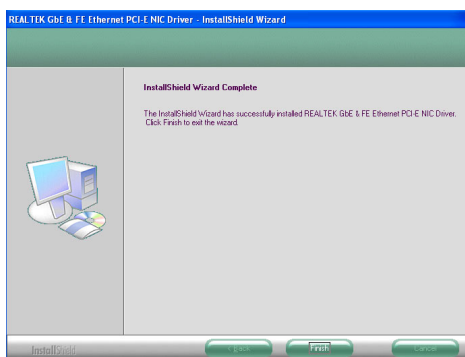 REALTEK GbE & FE Ethernet PCI-E NIC Driver - InstallShield Wizard
InstallShield Wizard Complete
The InstallShield Wizard has successfully installed REALTEK GbE & FE Ethernet PCI-E NIC Driver.
Click Finish to exit the wizard.
InstallShield
< Back
Finish
Cancel